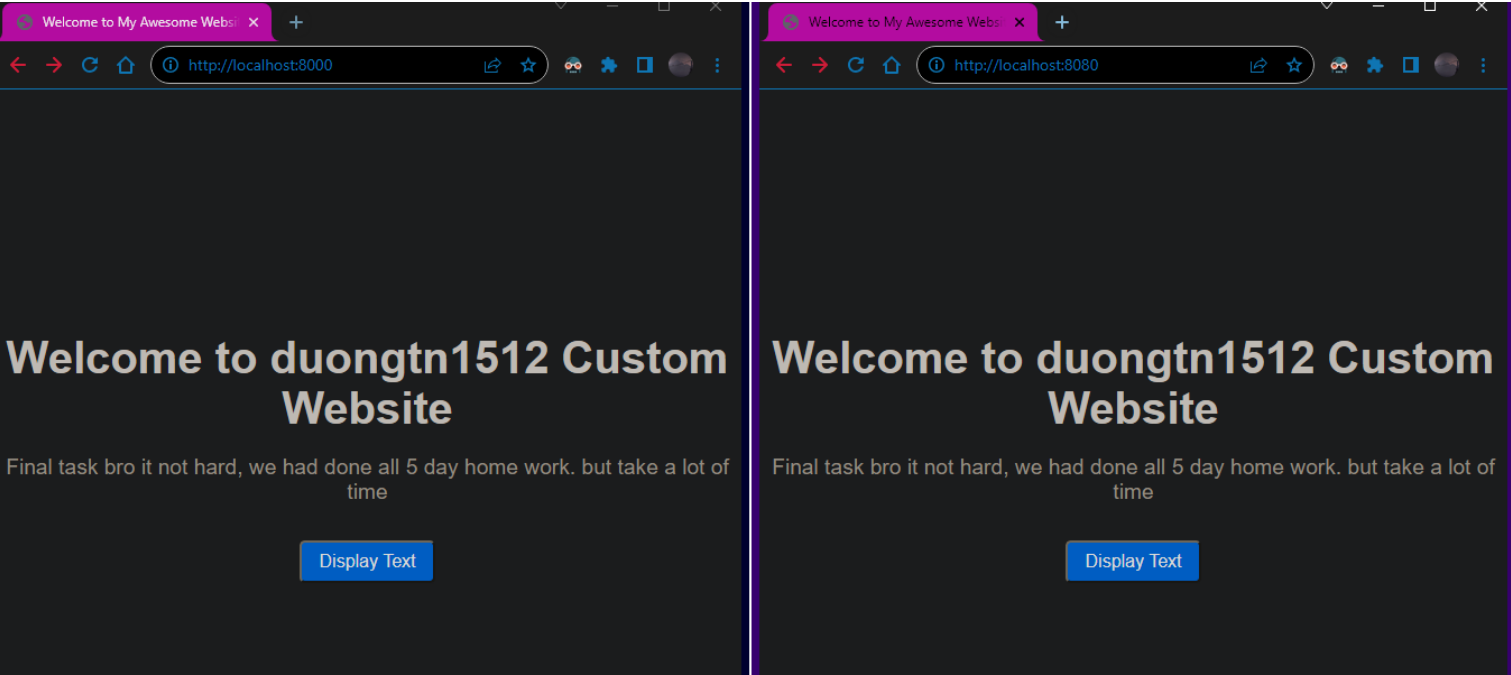 Welcome to My Awesome Websi
http://localhost:8000
Welcome to duongtn1512 Custom
Website
Final task bro it not hard, we had done all 5 day home work. but take a lot of
time
Display Text
Welcome to My Awesome Websi
http://localhost:8080
Welcome to duongtn1512 Custom
Website
Final task bro it not hard, we had done all 5 day home work. but take a lot of
time
Display Text